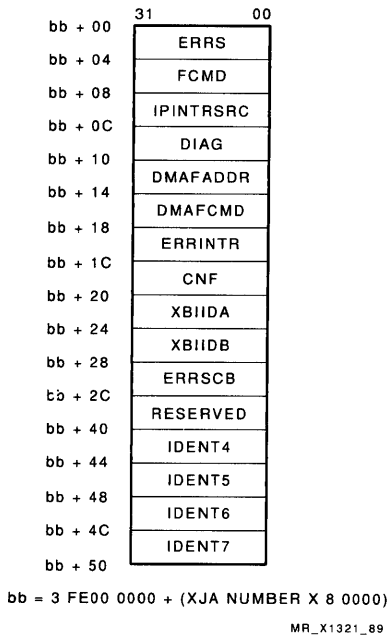 31 00
bb + 00
ERRS
bb + 04
FCMD
bb + 08
IPINTRSRC
bb + 0C
DIAG
bb + 10
DMAFADDR
bb + 14
DMAFCMD
bb + 18
ERRINTR
bb + 1C
CNF
bb + 20
XBIIDA
bb + 24
XBIIDB
bb + 28
ERRSCB
bb + 2C
RESERVED
bb + 40
IDENT4
bb + 44
IDENT5
bb + 48
IDENT6
bb + 4C
IDENT7
bb + 50
bb = 3 FE00 0000 + (XJA NUMBER X 8 0000)
MR_X1321_89